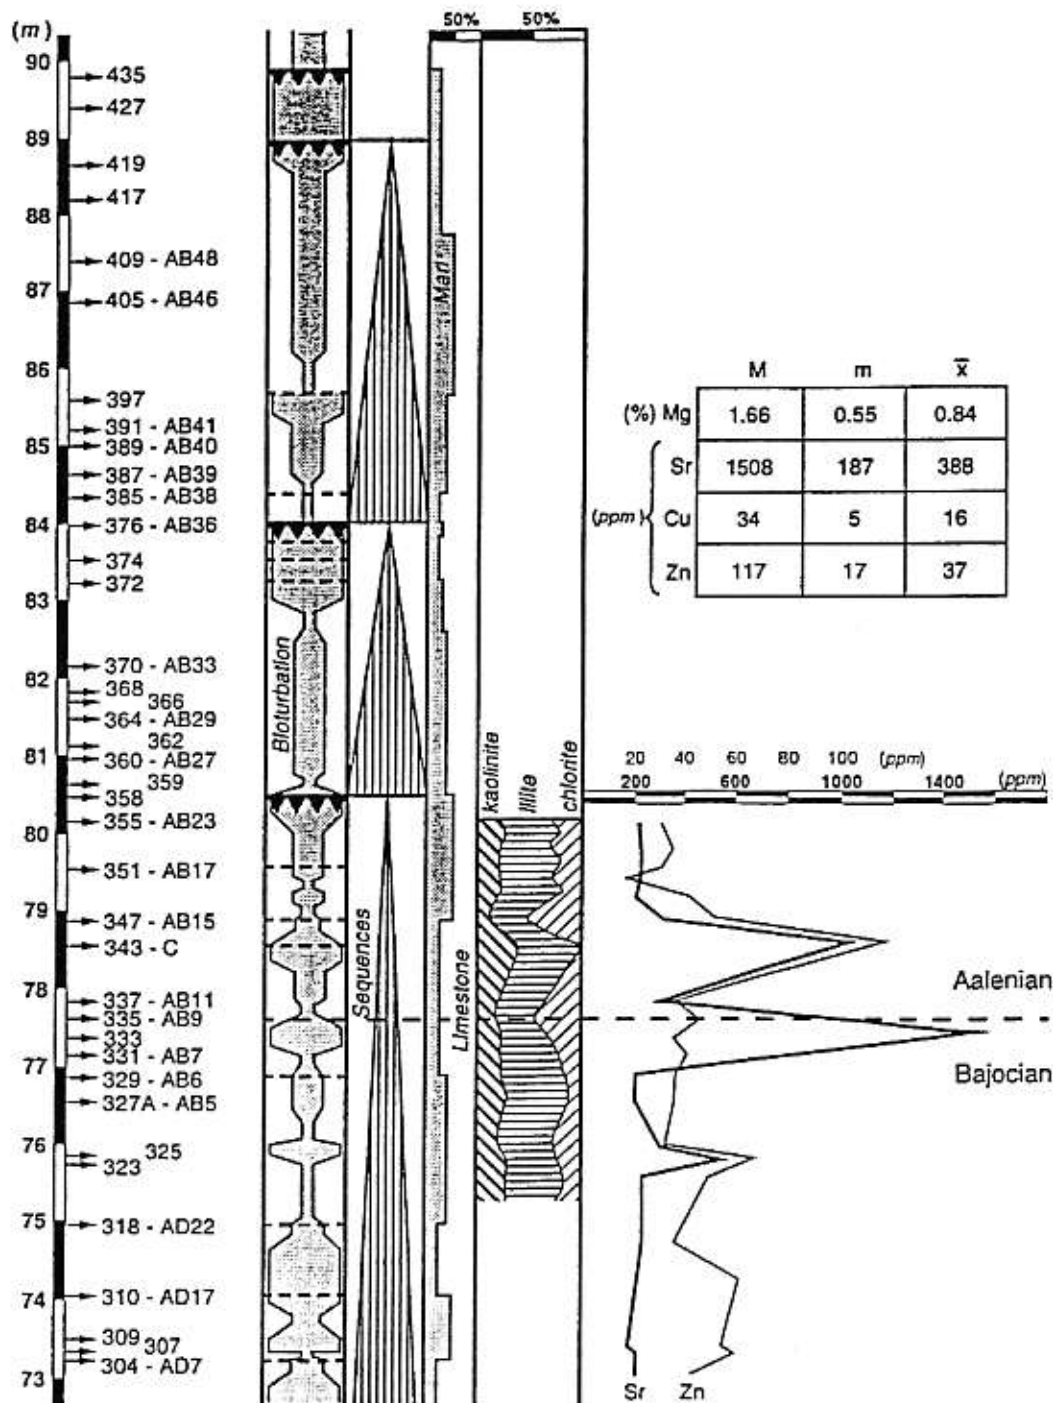 (m)
50% 50%
90
435
427
89
419
88
417
409 - AB48
87
405 - AB46
86
397
391 - AB41
85
389 - AB40
387 - AB39
385 - AB38
84
376 - AB36
374
372
83
370 - AB33
82
368
366
364 - AB29
362
81
360 - AB27
359
358
355 - AB23
80
351 - AB17
79
347 - AB15
343 - C
78
337 - AB11
335 - AB9
333
77
331 - AB7
329 - AB6
327A - AB5
76
325
323
75
318 - AD22
74
310 - AD17
309
307
304 - AD7
73
Bioturbation
Sequences
Marl
Limestone
kaolinite
illite
chlorite
M m x̄
(%) Mg 1.66 0.55 0.84
Sr 1508 187 388
(ppm) Cu 34 5 16
Zn 117 17 37
20 40 60 80 100 (ppm)
200 600 1000 1400 (ppm)
Aalenian
Bajocian
Sr Zn